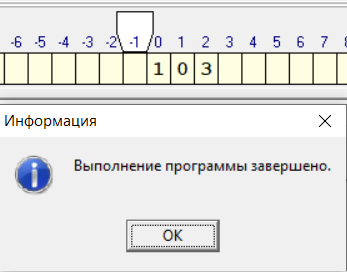 -6 -5 -4 -3 -2 -1 0 1 2 3 4 5 6 7
1 0 3
Информация
Выполнение программы завершено.
OK